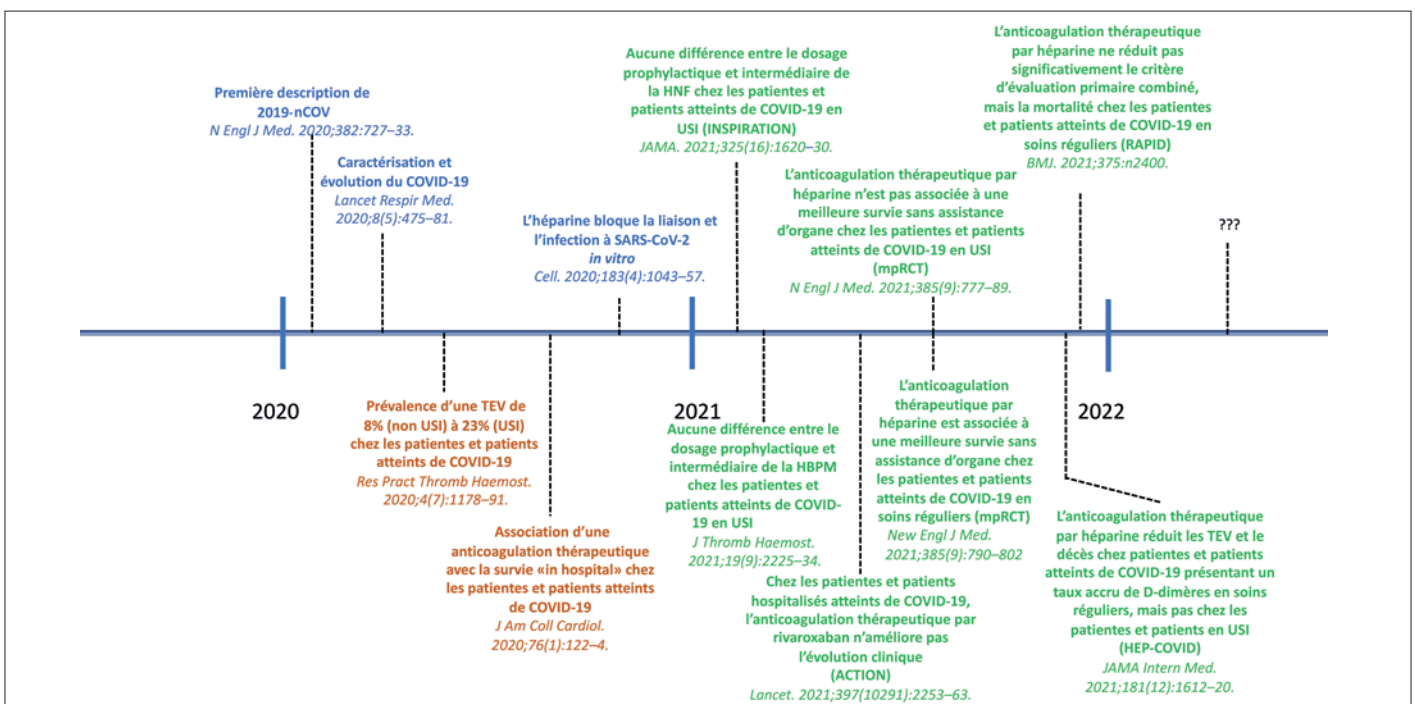 Première description de
2019-nCOV
N Engl J Med. 2020;382:727–33.
Caractérisation et
évolution du COVID-19
Lancet Respir Med.
2020;8(5):475–81.
L'héparine bloque la liaison et
l'infection à SARS-CoV-2
in vitro
Cell. 2020;183(4):1043–57.
Aucune différence entre le dosage
prophylactique et intermédiaire de
la HNF chez les patientes et
patients atteints de COVID-19 en
USI (INSPIRATION)
JAMA. 2021;325(16):1620–30.
L'anticoagulation thérapeutique par
héparine n'est pas associée à une
meilleure survie sans assistance
d'organe chez les patientes et patients
atteints de COVID-19 en USI
(mpRCT)
N Engl J Med. 2021;385(9):777–89.
L'anticoagulation thérapeutique
par héparine ne réduit pas
significativement le critère
d'évaluation primaire combiné,
mais la mortalité chez les patientes
et patients atteints de COVID-19 en
soins réguliers (RAPID)
BMJ. 2021;375:n2400.
???
2020
2021
2022
Prévalence d'une TEV de
8% (non USI) à 23% (USI)
chez les patientes et patients
atteints de COVID-19
Res Pract Thromb Haemost.
2020;4(7):1178–91.
Association d'une
anticoagulation thérapeutique
avec la survie «in hospital» chez
les patientes et patients atteints
de COVID-19
J Am Coll Cardiol.
2020;76(1):122–4.
Aucune différence entre le
dosage prophylactique et
intermédiaire de la HBPM
chez les patientes et
patients atteints de COVID-
19 en USI
J Thromb Haemost.
2021;19(9):2225–34.
Chez les patientes et patients
hospitalisés atteints de COVID-19,
l'anticoagulation thérapeutique par
rivaroxaban n'améliore pas
l'évolution clinique
(ACTION)
Lancet. 2021;397(10291):2253–63.
L'anticoagulation
thérapeutique par
héparine est associée à
une meilleure survie sans
assistance d'organe chez
les patientes et patients
atteints de COVID-19 en
soins réguliers (mpRCT)
New Engl J Med.
2021;385(9):790–802
L'anticoagulation thérapeutique
par héparine réduit les TEV et le
décès chez patientes et patients
atteints de COVID-19 présentant un
taux accru de D-dimères en soins
réguliers, mais pas chez les
patientes et patients en USI
(HEP-COVID)
JAMA Intern Med.
2021;181(12):1612–20.